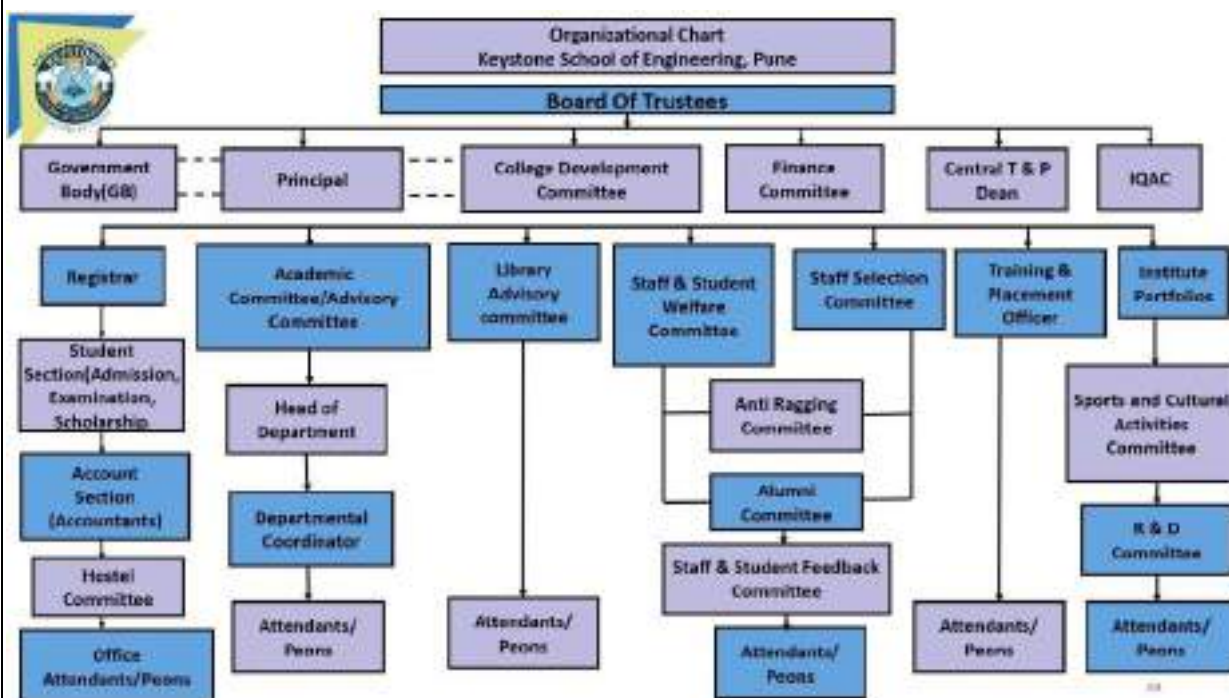 Organizational Chart
Keystone School of Engineering, Pune
Board Of Trustees
Government
Body(GB)
Principal
College Development
Committee
Finance
Committee
Central T & P
Dean
IQAC
Registrar
Academic
Committee/Advisory
Committee
Library
Advisory
committee
Staff & Student
Welfare
Committee
Staff Selection
Committee
Training &
Placement
Officer
Institute
Portfolios
Student
Section(Admission,
Examination,
Scholarship
Head of
Department
Anti Ragging
Committee
Sports and Cultural
Activities
Committee
Account
Section
(Accountants)
Departmental
Coordinator
Alumni
Committee
R & D
Committee
Hostel
Committee
Staff & Student Feedback
Committee
Attendants/
Peons
Attendants/
Peons
Attendants/
Peons
Attendants/
Peons
Office
Attendants/Peons
Attendants/
Peons